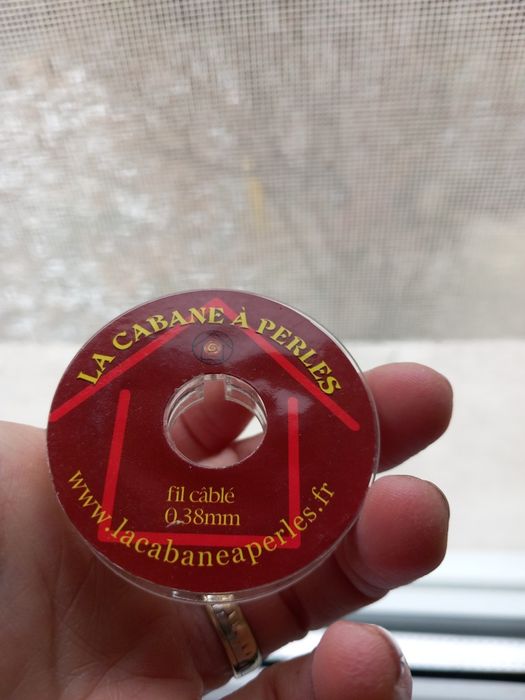 LA CABANE À PERLES
fil câblé
0,38mm
www.lacabaneaperles.fr